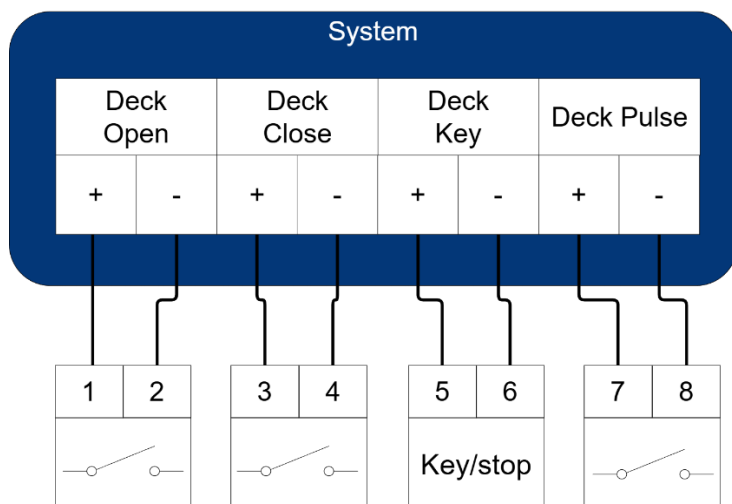 System
Deck Open
Deck Close
Deck Key
Deck Pulse
+ - + - + - + -
1 2 3 4 5 6 7 8
Key/stop